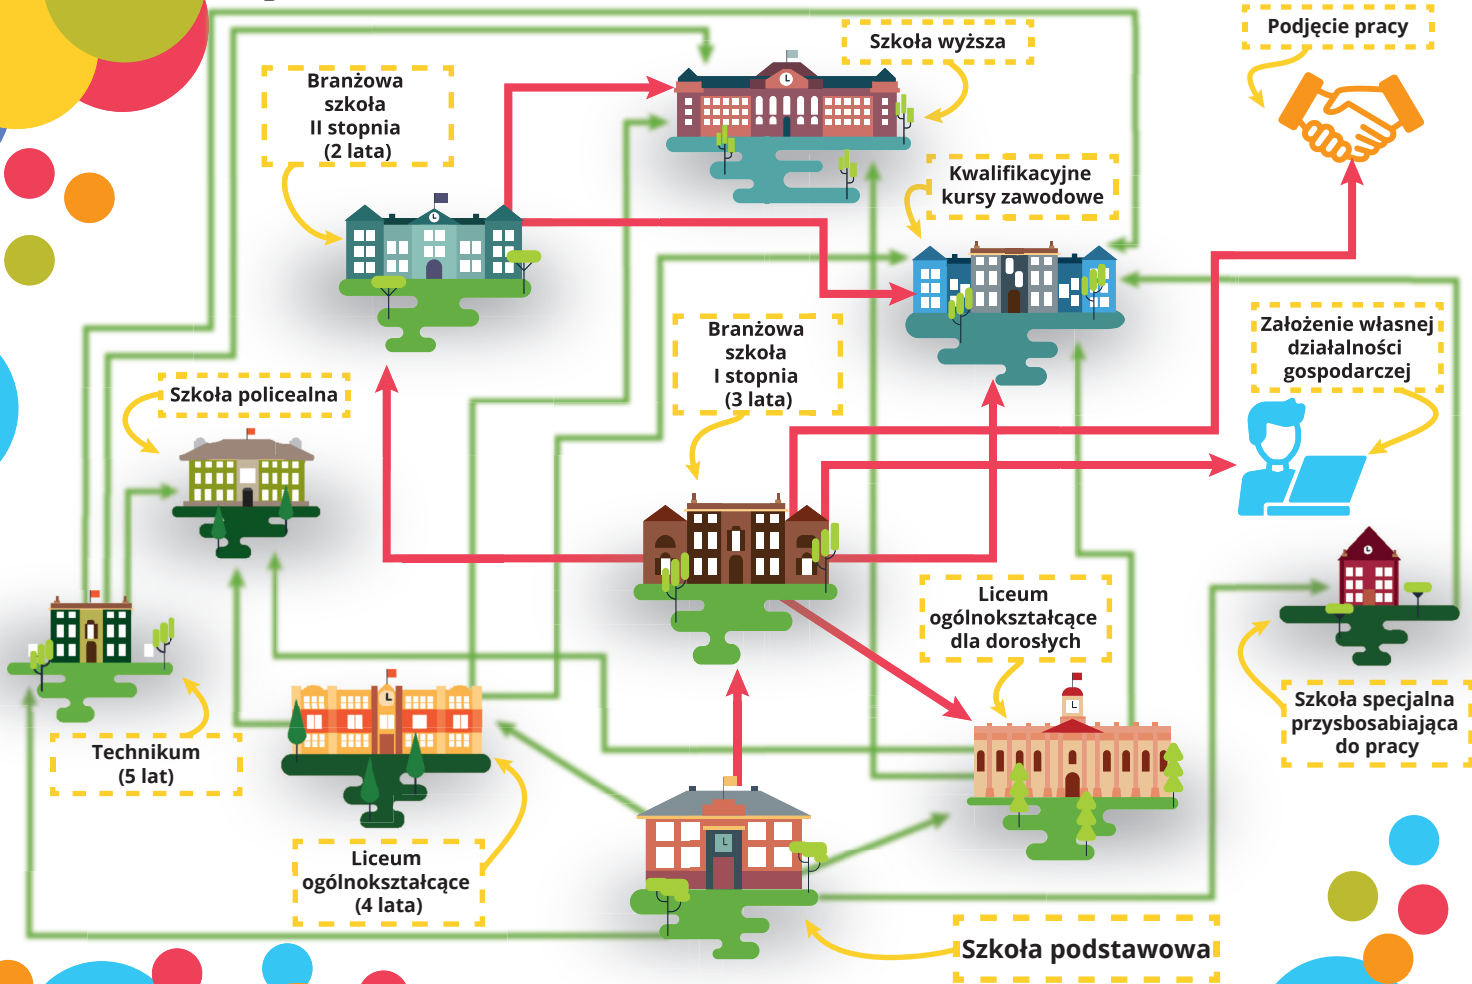 Szkoła wyższa
Podjęcie pracy
Branżowa
szkoła
II stopnia
(2 lata)
Kwalifikacyjne
kursy zawodowe
Branżowa
szkoła
I stopnia
(3 lata)
Założenie własnej
działalności
gospodarczej
Szkoła policealna
Liceum
ogólnokształcące
dla dorosłych
Szkoła specjalna
przysbosabiająca
do pracy
Technikum
(5 lat)
Liceum
ogólnokształcące
(4 lata)
Szkoła podstawowa